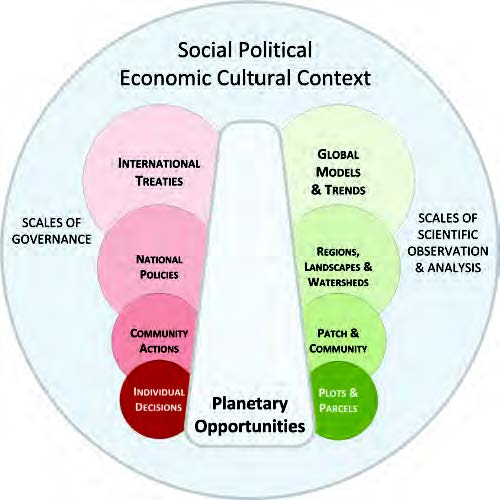 Social Political
Economic Cultural Context
INTERNATIONAL
TREATIES
GLOBAL
MODELS
& TRENDS
SCALES OF
GOVERNANCE
SCALES OF
SCIENTIFIC
OBSERVATION
& ANALYSIS
NATIONAL
POLICIES
REGIONS,
LANDSCAPES &
WATERSHEDS
COMMUNITY
ACTIONS
PATCH &
COMMUNITY
INDIVIDUAL
DECISIONS
PLOTS &
PARCELS
Planetary
Opportunities